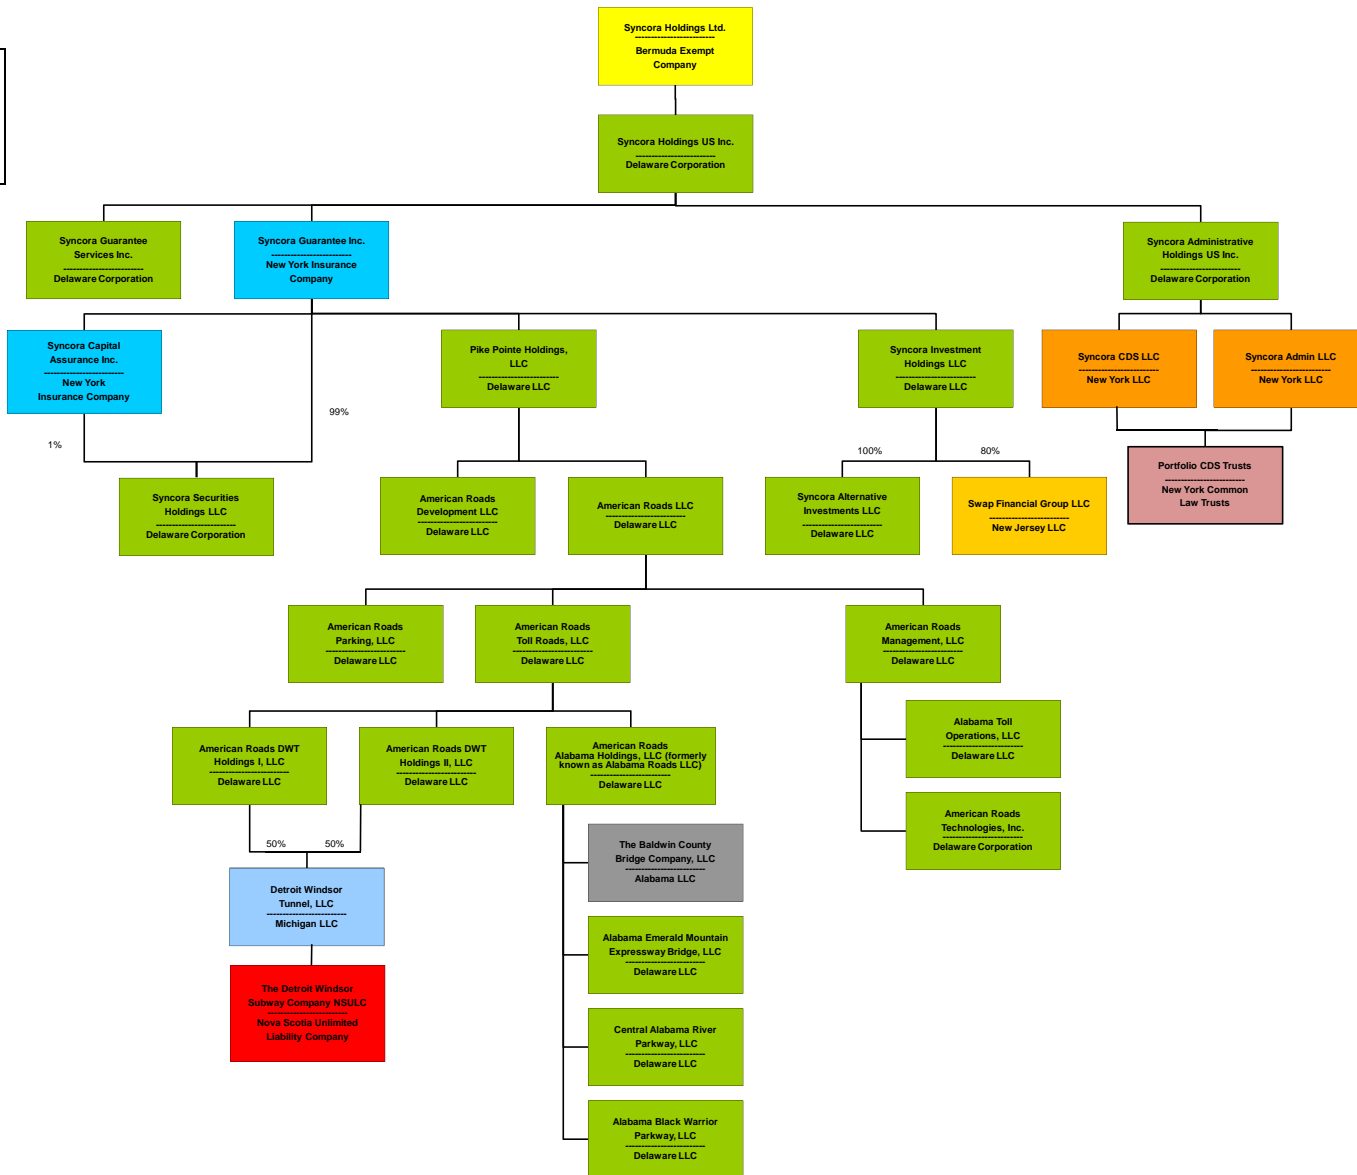 Syncora Holdings Ltd.
-------------------------
Bermuda Exempt
Company
Syncora Holdings US Inc.
-------------------------
Delaware Corporation
Syncora Guarantee
Services Inc.
-------------------------
Delaware Corporation
Syncora Guarantee Inc.
-------------------------
New York Insurance
Company
Syncora Administrative
Holdings US Inc.
-------------------------
Delaware Corporation
Syncora Capital
Assurance Inc.
-------------------------
New York
Insurance Company
Pike Pointe Holdings,
LLC
-------------------------
Delaware LLC
Syncora Investment
Holdings LLC
-------------------------
Delaware LLC
Syncora CDS LLC
-------------------------
New York LLC
Syncora Admin LLC
-------------------------
New York LLC
99%
1%
100%
80%
Syncora Securities
Holdings LLC
-------------------------
Delaware Corporation
American Roads
Development LLC
-------------------------
Delaware LLC
American Roads LLC
-------------------------
Delaware LLC
Syncora Alternative
Investments LLC
-------------------------
Delaware LLC
Swap Financial Group LLC
-------------------------
New Jersey LLC
Portfolio CDS Trusts
-------------------------
New York Common
Law Trusts
American Roads
Parking, LLC
-------------------------
Delaware LLC
American Roads
Toll Roads, LLC
-------------------------
Delaware LLC
American Roads
Management, LLC
-------------------------
Delaware LLC
American Roads DWT
Holdings I, LLC
-------------------------
Delaware LLC
American Roads DWT
Holdings II, LLC
-------------------------
Delaware LLC
American Roads
Alabama Holdings, LLC (formerly
known as Alabama Roads LLC)
-------------------------
Delaware LLC
Alabama Toll
Operations, LLC
-------------------------
Delaware LLC
American Roads
Technologies, Inc.
-------------------------
Delaware Corporation
50%
50%
Detroit Windsor
Tunnel, LLC
-------------------------
Michigan LLC
The Detroit Windsor
Subway Company NSULC
-------------------------
Nova Scotia Unlimited
Liability Company
The Baldwin County
Bridge Company, LLC
-------------------------
Alabama LLC
Alabama Emerald Mountain
Expressway Bridge, LLC
-------------------------
Delaware LLC
Central Alabama River
Parkway, LLC
-------------------------
Delaware LLC
Alabama Black Warrior
Parkway, LLC
-------------------------
Delaware LLC